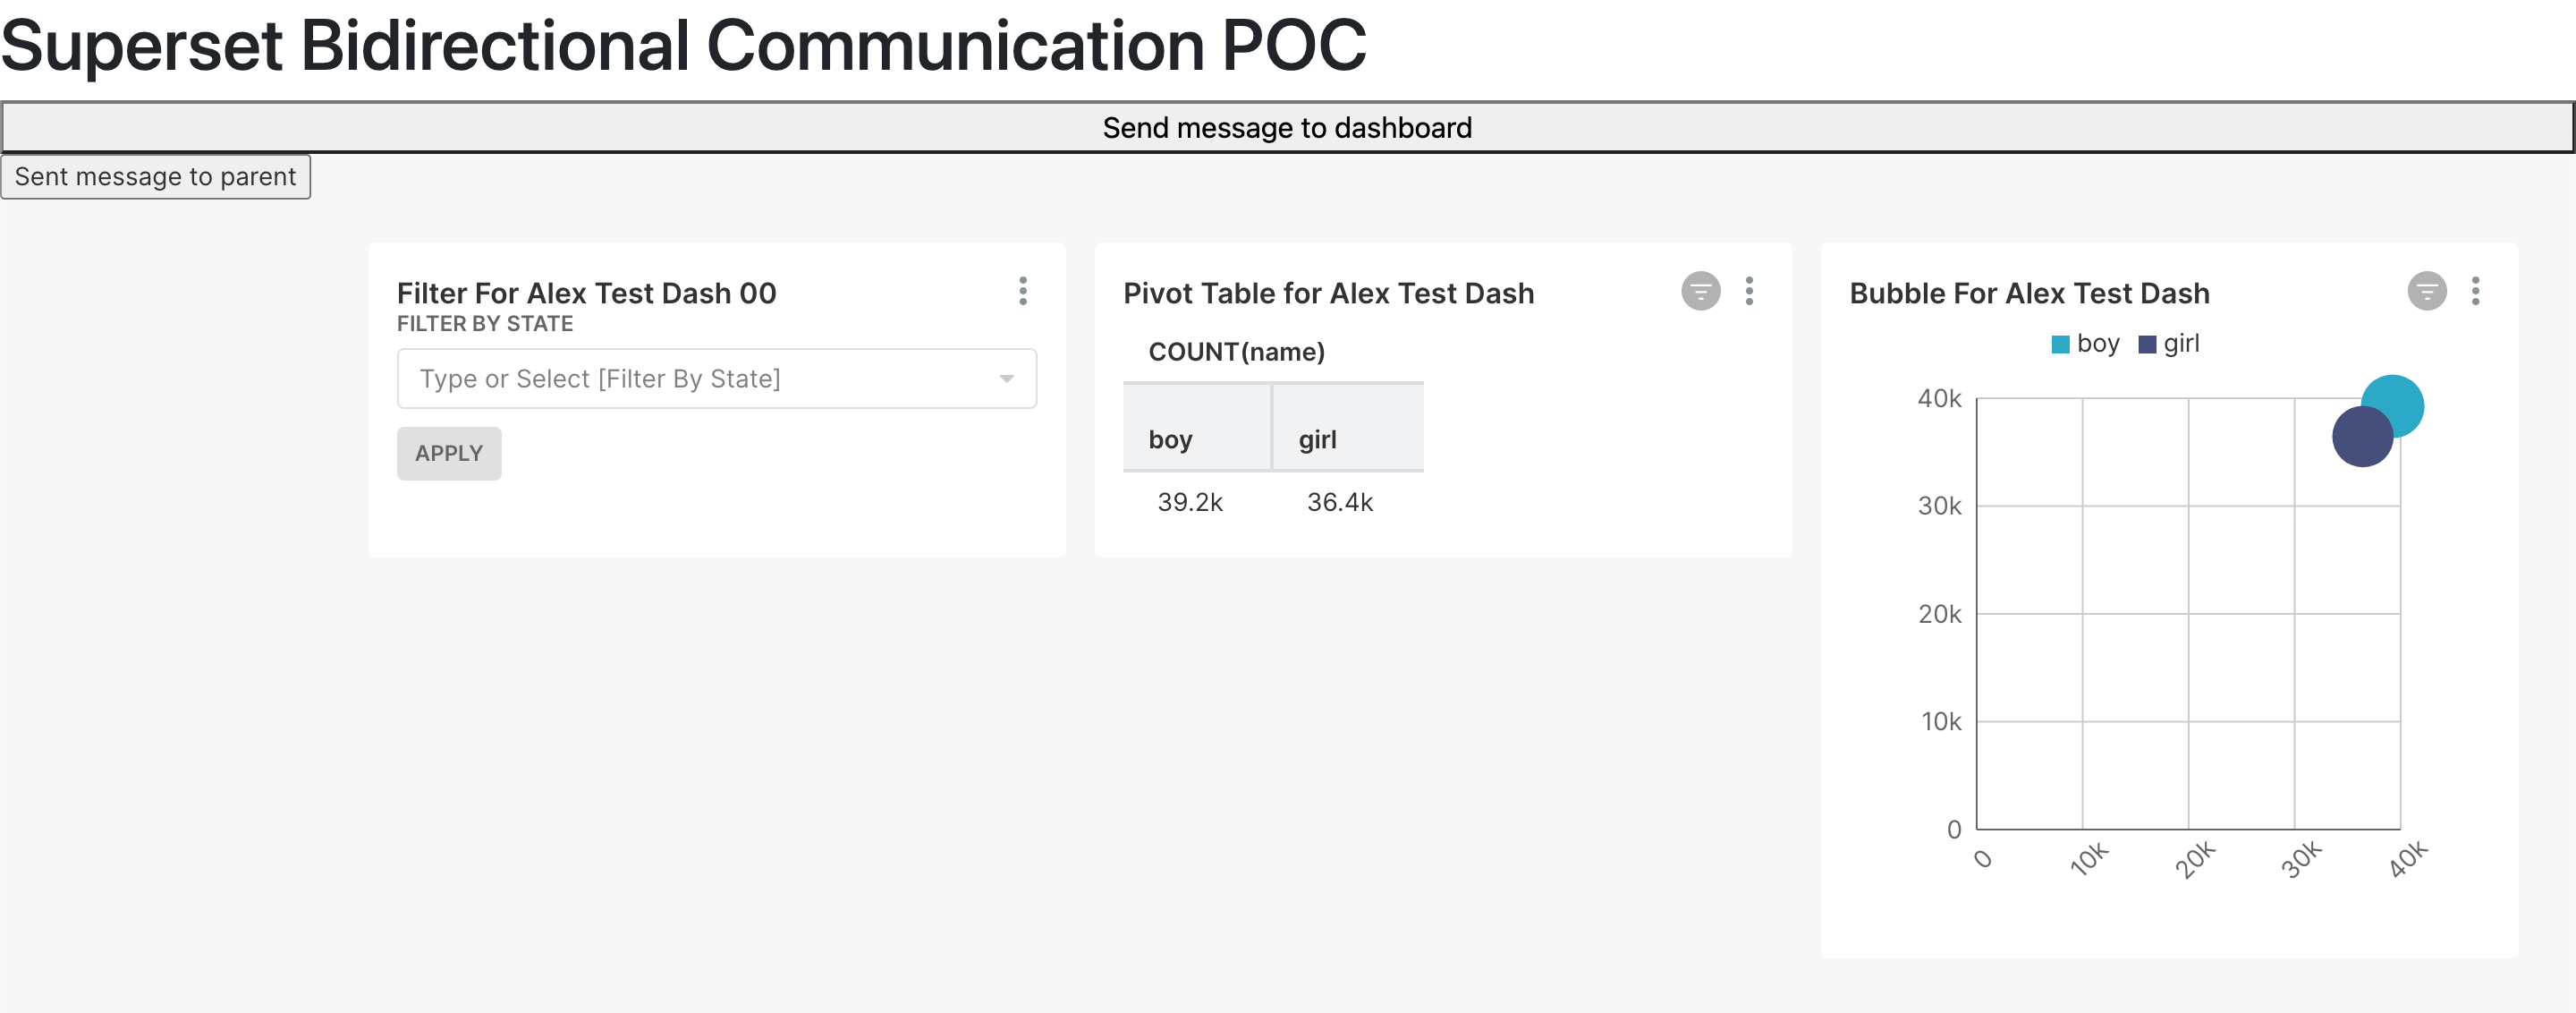 Superset Bidirectional Communication POC
Send message to dashboard
Sent message to parent
Filter For Alex Test Dash 00
FILTER BY STATE
Type or Select [Filter By State]
APPLY
Pivot Table for Alex Test Dash
COUNT(name)
boy girl
39.2k 36.4k
Bubble For Alex Test Dash
boy girl
40k
30k
20k
10k
0
0 10k 20k 30k 40k